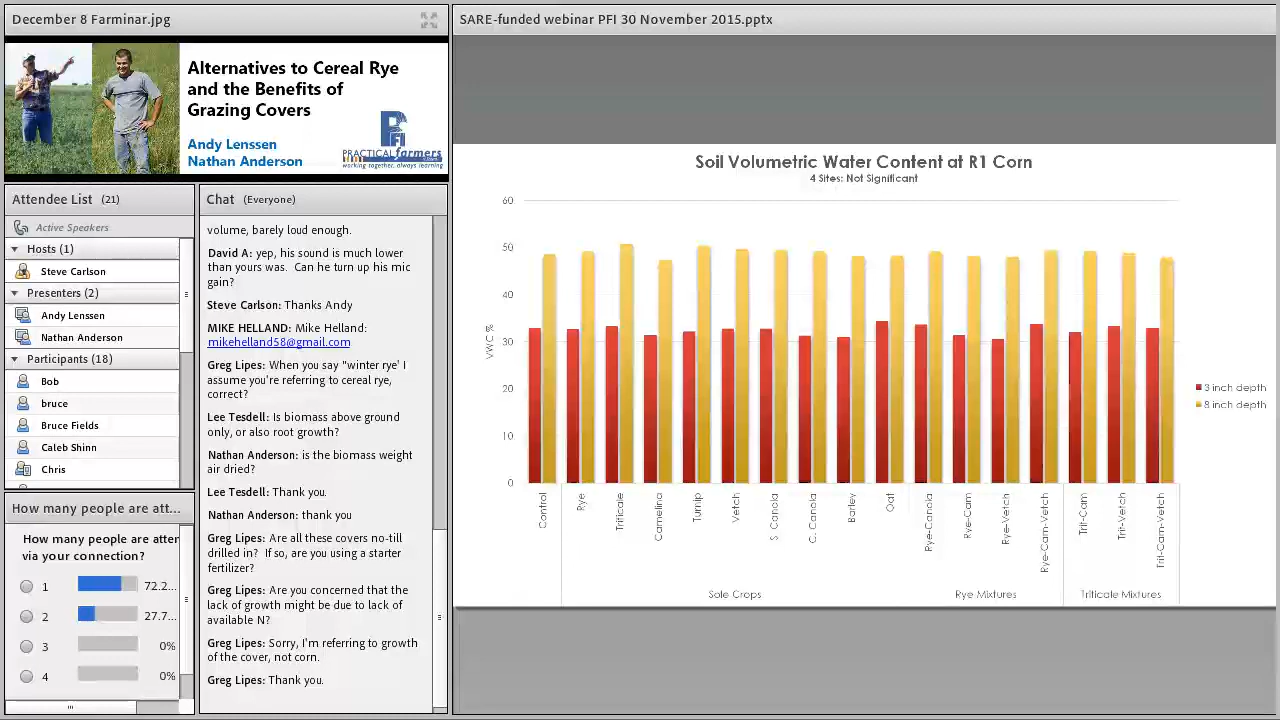 December 8 Farminar.jpg
Alternatives to Cereal Rye
and the Benefits of
Grazing Covers
Andy Lenssen
Nathan Anderson
PRACTICAL farmers
working together, always learning
Attendee List (21)
Active Speakers
Hosts (1)
Steve Carlson
Presenters (2)
Andy Lenssen
Nathan Anderson
Participants (18)
Bob
bruce
Bruce Fields
Caleb Shinn
Chris
How many people are att...
How many people are atter
via your connection?
1 72.2...
2 27.7...
3 0%
4 0%
Chat (Everyone)
volume, barely loud enough.
David A: yep, his sound is much lower
than yours was. Can he turn up his mic
gain?
Steve Carlson: Thanks Andy
MIKE HELLAND: Mike Helland:
mikehelland58@gmail.com
Greg Lipes: When you say "winter rye' I
assume you're referring to cereal rye,
correct?
Lee Tesdell: Is biomass above ground
only, or also root growth?
Nathan Anderson: is the biomass weight
air dried?
Lee Tesdell: Thank you.
Nathan Anderson: thank you
Greg Lipes: Are all these covers no-till
drilled in? If so, are you using a starter
fertilizer?
Greg Lipes: Are you concerned that the
lack of growth might be due to lack of
available N?
Greg Lipes: Sorry, I'm referring to growth
of the cover, not corn.
Greg Lipes: Thank you.
SARE-funded webinar PFI 30 November 2015.pptx
Soil Volumetric Water Content at R1 Corn
4 Sites: Not Significant
60
50
40
30
20
10
0
VWC %
Control
Rye
Triticale
Camelina
Turnip
Vetch
S. Canola
C. Canola
Barley
Oat
Rye-Canola
Rye-Cam
Rye-Vetch
Rye-Cam-Vetch
Trit-Cam
Trit-Vetch
Trit-Cam-Vetch
Sole Crops
Rye Mixtures
Triticale Mixtures
3 inch depth
8 inch depth